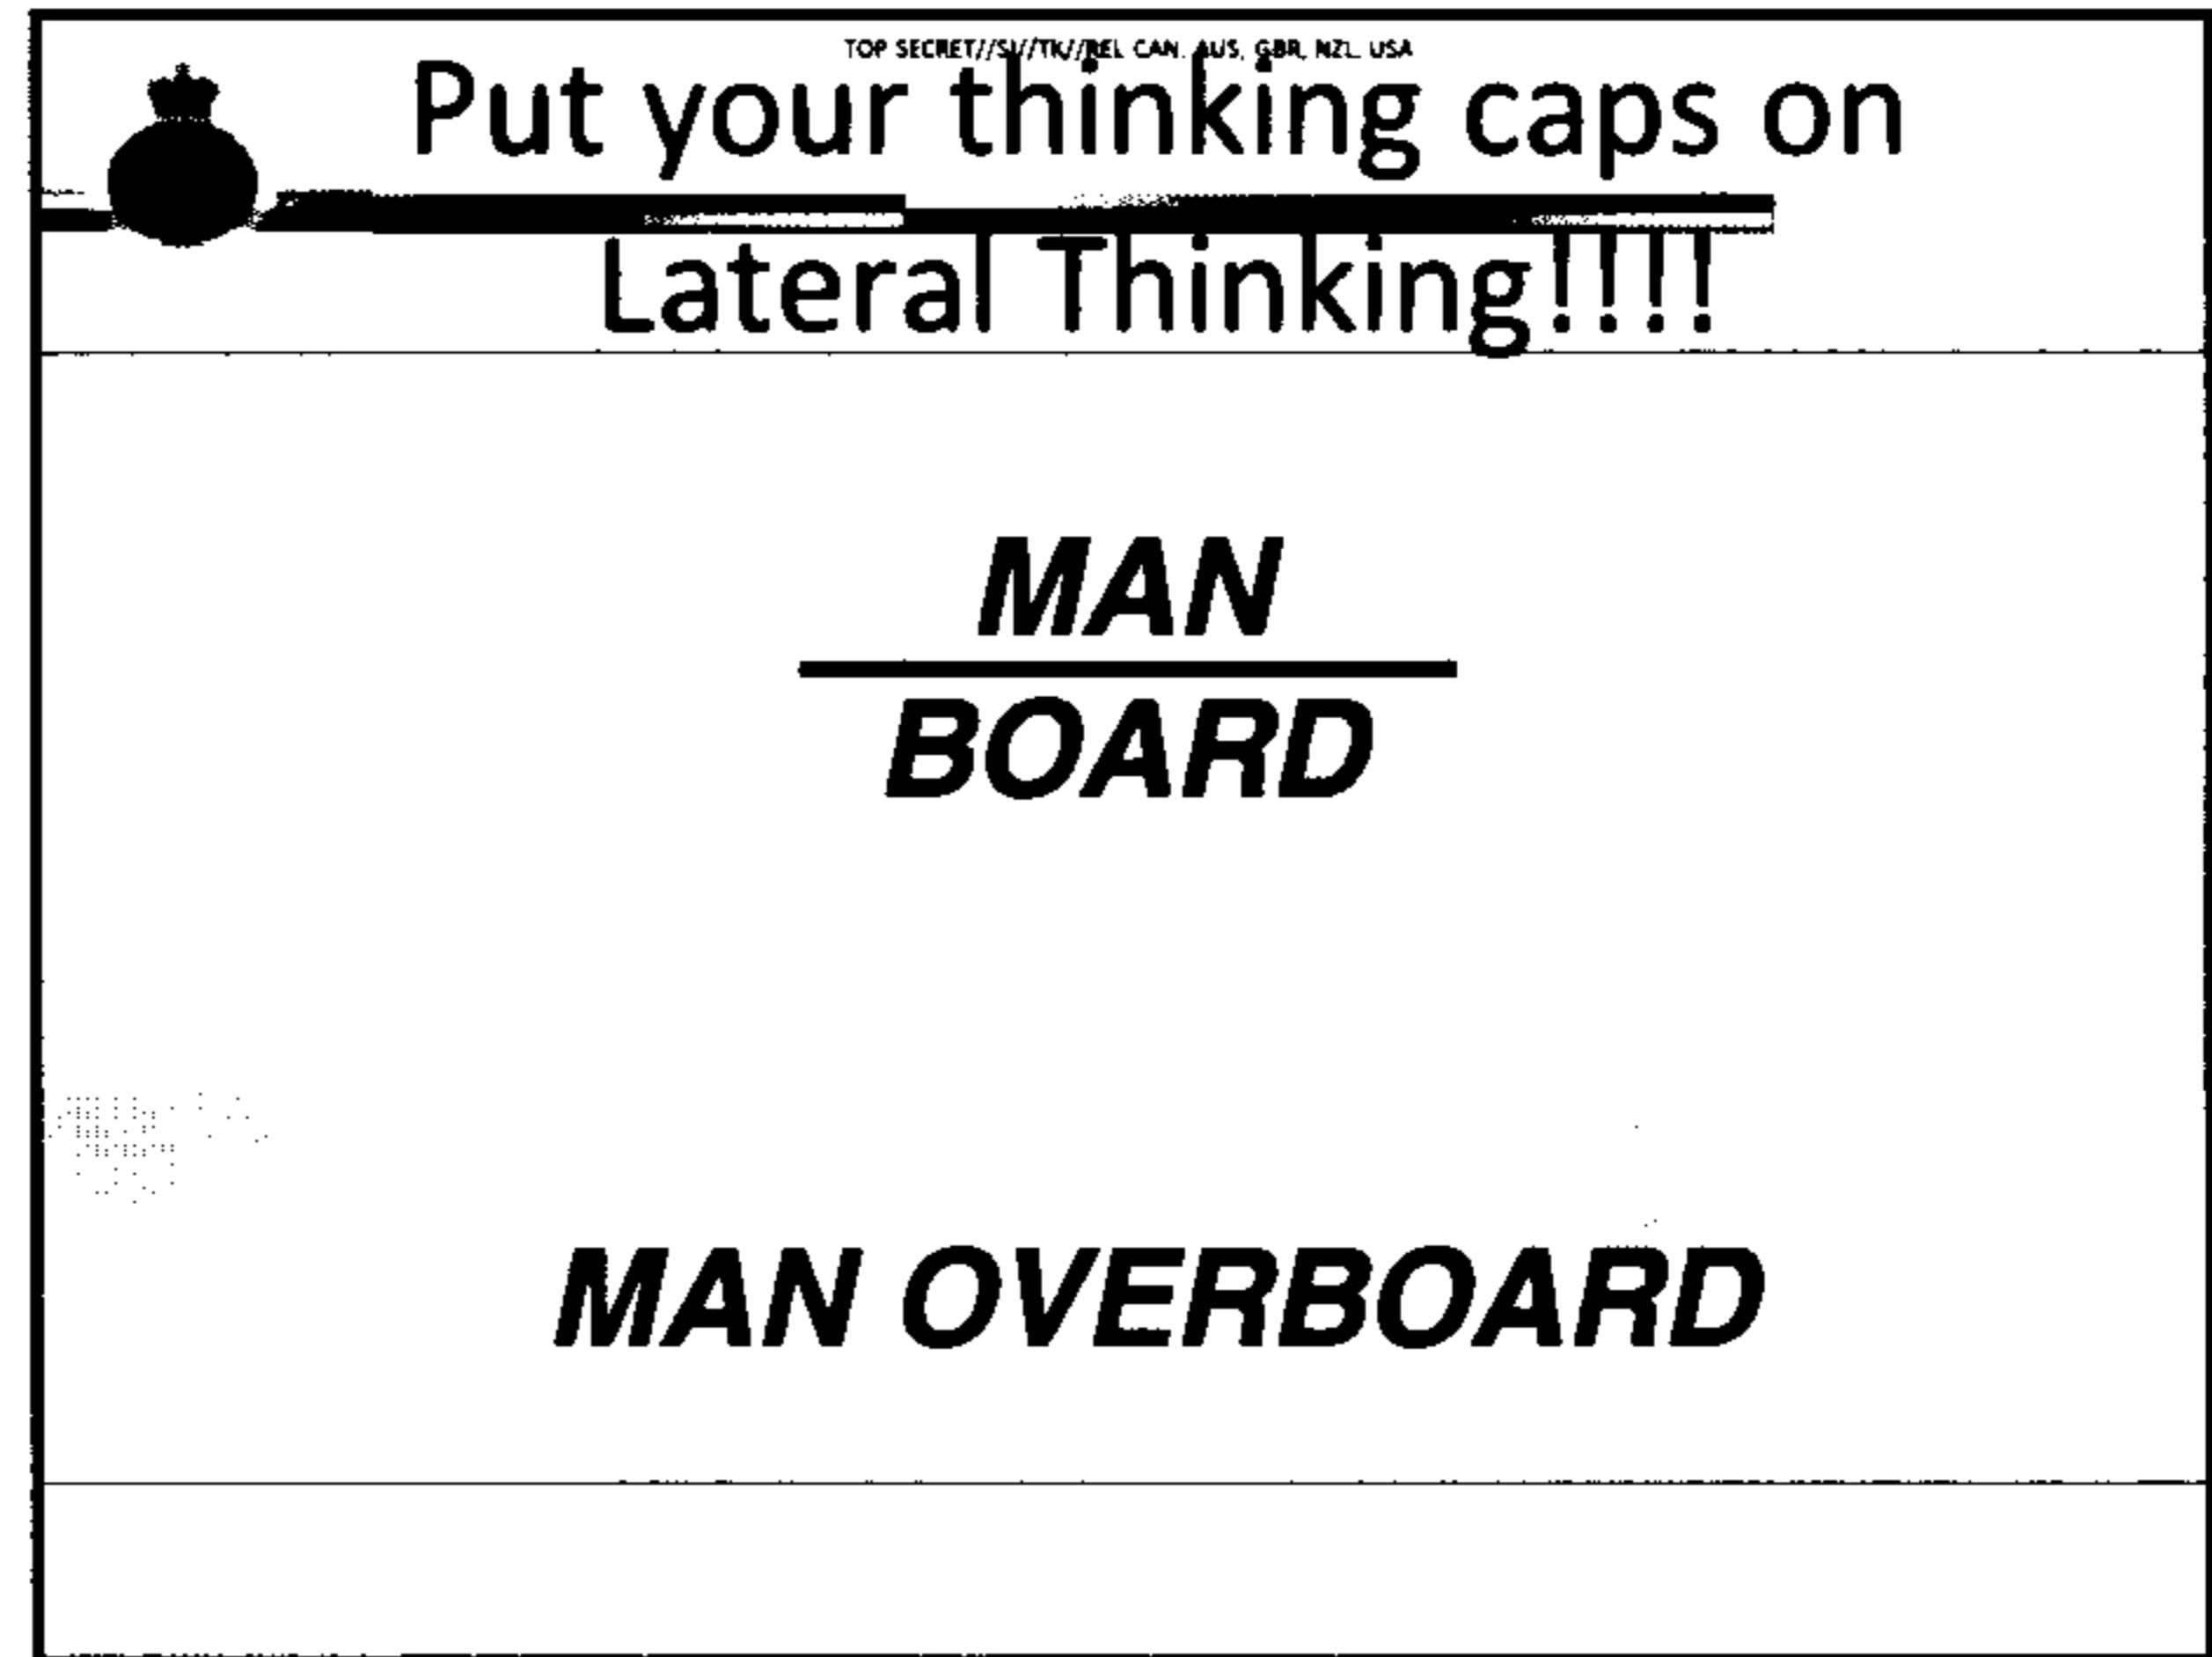 TOP SECRET//SI//TK//REL CAN, AUS, GBR, NZL, USA
Put your thinking caps on
Lateral Thinking!!!!
MAN
BOARD
MAN OVERBOARD